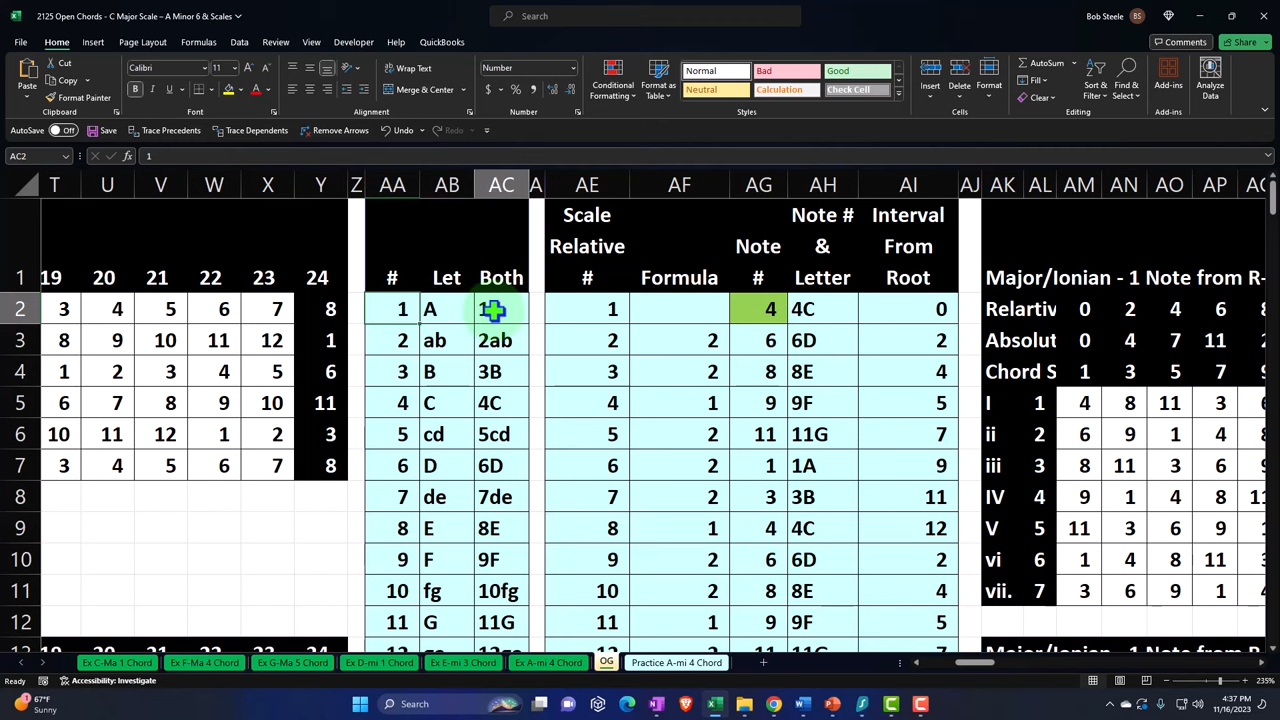 2125 Open Chords - C Major Scale – A Minor 6 & Scales
Search
Bob Steele BS
File Home Insert Page Layout Formulas Data Review View Developer Help QuickBooks
Comments Share
Cut Calibri 11 Wrap Text Number Normal Bad Good AutoSum
Copy Fill
Paste Format Painter B I U Merge & Center $ % Conditional Formatting Format as Table Neutral Calculation Check Cell Insert Delete Format Clear Sort & Filter Find & Select Add-ins Analyze Data
Clipboard Font Alignment Number Styles Cells Editing Add-ins
AutoSave Off Save Trace Precedents Trace Dependents Remove Arrows Undo Redo
AC2 fx 1
T U V W X Y Z AA AB AC A AE AF AG AH AI AJ AK AL AM AN AO AP
Scale Note # Interval
Relative Note & From
1 19 20 21 22 23 24 # Let Both # Formula # Letter Root Major/Ionian - 1 Note from R-
2 3 4 5 6 7 8 1 A 1 4 4C 0 Relartiv 0 2 4 6 8
3 8 9 10 11 12 1 2 ab 2ab 2 2 6 6D 2 Absolut 0 4 7 11
4 1 2 3 4 5 6 3 B 3B 3 2 8 8E 4 Chord S 1 3 5 7
5 6 7 8 9 10 11 4 C 4C 4 1 9 9F 5 I 1 4 8 11 3
6 10 11 12 1 2 3 5 cd 5cd 5 2 11 11G 7 ii 2 6 9 1 4
7 3 4 5 6 7 8 6 D 6D 6 2 1 1A 9 iii 3 8 11 3 6
8 7 de 7de 7 2 3 3B 11 IV 4 9 1 4 8 11
9 8 E 8E 8 1 4 4C 12 V 5 11 3 6 9
10 9 F 9F 9 2 6 6D 2 vi 6 1 4 8 11
11 10 fg 10fg 10 2 8 8E 4 vii. 7 3 6 9 1
12 11 G 11G 11 1 9 9F 5
Ex C-Ma 1 Chord Ex F-Ma 4 Chord Ex G-Ma 5 Chord Ex D-mi 1 Chord Ex E-mi 3 Chord Ex A-mi 4 Chord OG Practice A-mi 4 Chord
Ready Accessibility: Investigate 235%
67°F
Sunny
Search
4:37 PM
11/16/2023